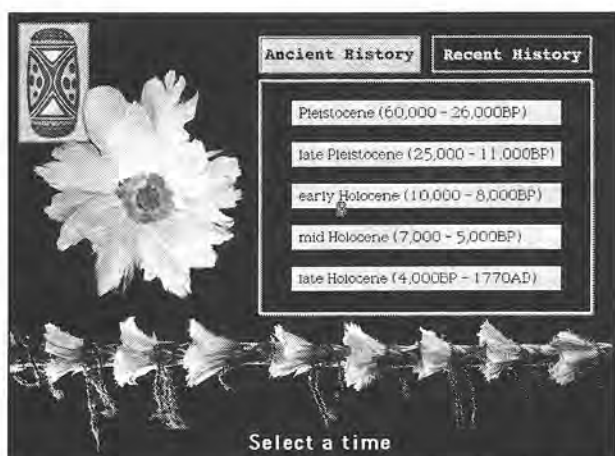 Ancient History
Recent History
Pleistocene (60,000 - 26,000BP)
late Pleistocene (25,000 - 11,000BP)
early Holocene (10,000 - 8,000BP)
mid Holocene (7,000 - 5,000BP)
late Holocene (4,000BP - 1770AD)
Select a time